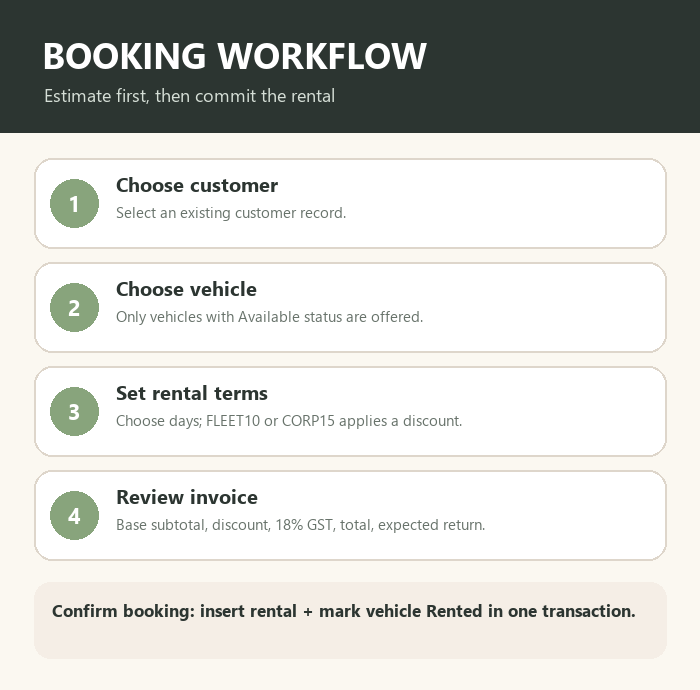 BOOKING WORKFLOW
Estimate first, then commit the rental
1
Choose customer
Select an existing customer record.
2
Choose vehicle
Only vehicles with Available status are offered.
3
Set rental terms
Choose days; FLEET10 or CORP15 applies a discount.
4
Review invoice
Base subtotal, discount, 18% GST, total, expected return.
Confirm booking: insert rental + mark vehicle Rented in one transaction.